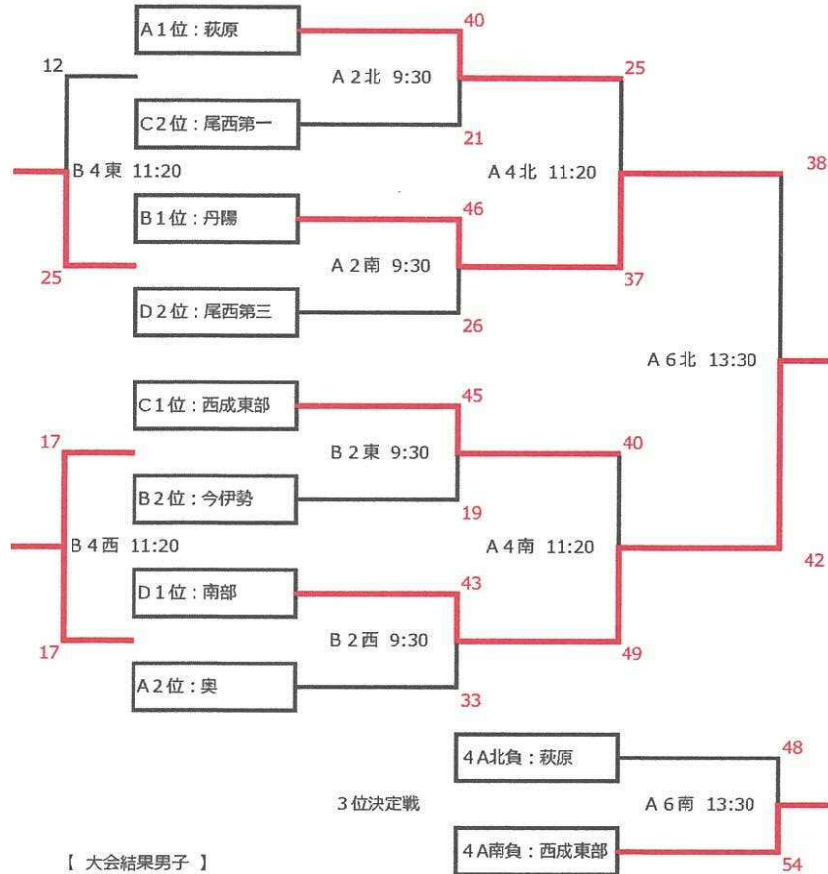 A1位：萩原
40
12
A2北 9:30
25
C2位：尾西第一
21
B4東 11:20
A4北 11:20
38
B1位：丹陽
46
25
A2南 9:30
37
D2位：尾西第三
26
A6北 13:30
C1位：西成東部
45
17
B2東 9:30
40
B2位：今伊勢
19
B4西 11:20
A4南 11:20
42
D1位：南部
43
17
B2西 9:30
49
A2位：奥
33
4A北負：萩原
48
3位決定戦
A6南 13:30
4A南負：西成東部
54
【 大会結果男子 】